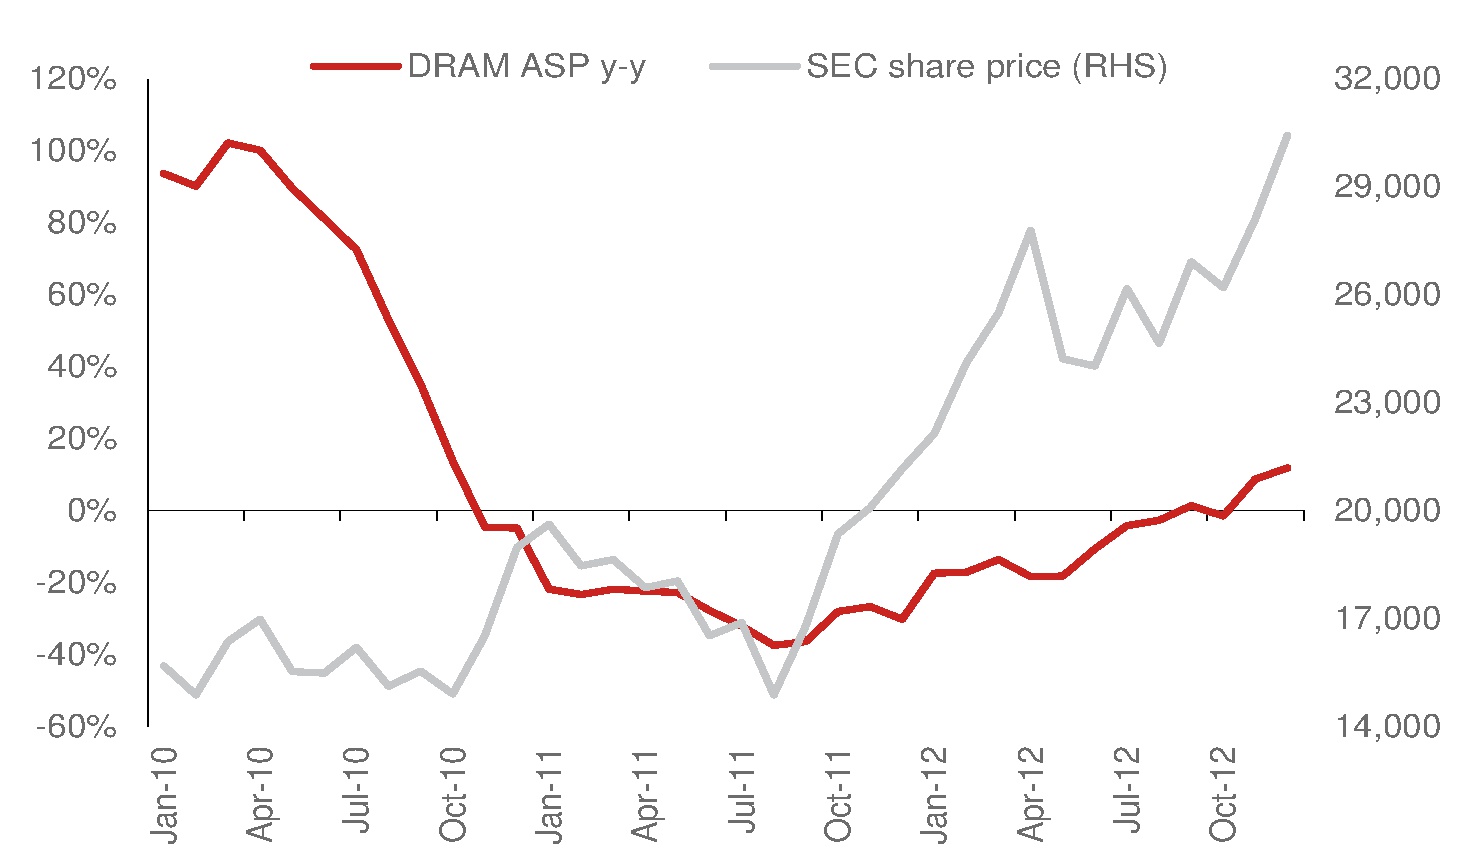 DRAM ASP y-y
SEC share price (RHS)
120%
100%
80%
60%
40%
20%
0%
-20%
-40%
-60%
32,000
29,000
26,000
23,000
20,000
17,000
14,000
Jan-10
Apr-10
Jul-10
Oct-10
Jan-11
Apr-11
Jul-11
Oct-11
Jan-12
Apr-12
Jul-12
Oct-12